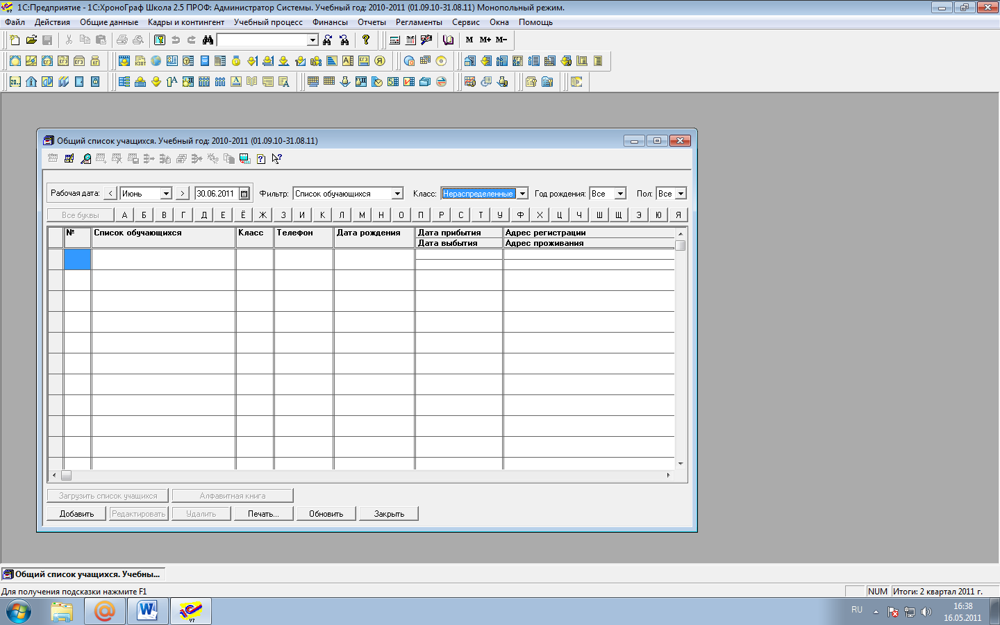 1С:Предприятие - 1С:ХроноГраф Школа 2.5 ПРОФ: Администратор Системы. Учебный год: 2010-2011 (01.09.10-31.08.11) Монопольный режим.
Файл Действия Общие данные Кадры и контингент Учебный процесс Финансы Отчеты Регламенты Сервис Окна Помощь
M M+ M−
Общий список учащихся. Учебный год: 2010-2011 (01.09.10-31.08.11)
Рабочая дата: < Июнь > 30.06.2011 Фильтр: Список обучающихся Класс: Нераспределенные Год рождения: Все Пол: Все
Все буквы А Б В Г Д Е Ё Ж З И К Л М Н О П Р С Т У Ф Х Ц Ч Ш Щ Э Ю Я
№ Список обучающихся Класс Телефон Дата рождения Дата прибытия Адрес регистрации
Дата выбытия Адрес проживания
Загрузить список учащихся Алфавитная книга
Добавить Редактировать Удалить Печать... Обновить Закрыть
Общий список учащихся. Учебны...
Для получения подсказки нажмите F1 NUM Итоги: 2 квартал 2011 г.
RU 16:38
16.05.2011